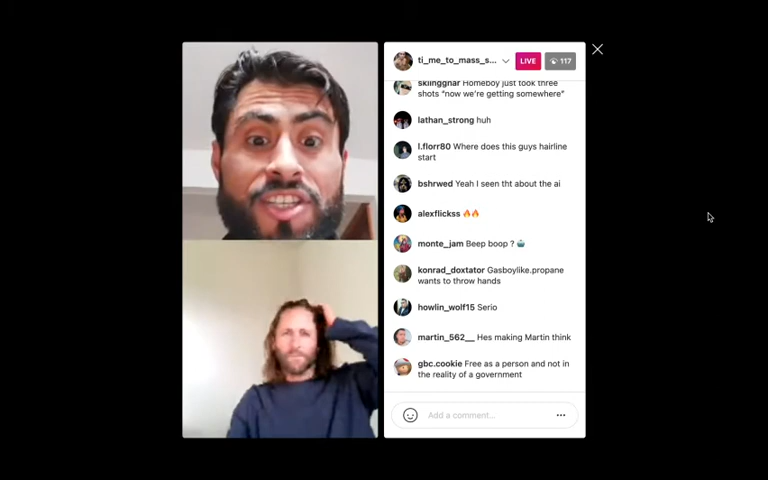 ti_me_to_mass_s...
LIVE
117
skilngghar Homeboy just took three
shots “now we’re getting somewhere”
lathan_strong huh
l.florr80 Where does this guys hairline
start
bshrwed Yeah I seen tht about the ai
alexflickss 🔥🔥
monte_jam Beep boop ? 🤖
konrad_doxtator Gasboylike.propane
wants to throw hands
howlin_wolf15 Serio
martin_562__ Hes making Martin think
gbc.cookie Free as a person and not in
the reality of a government
Add a comment...